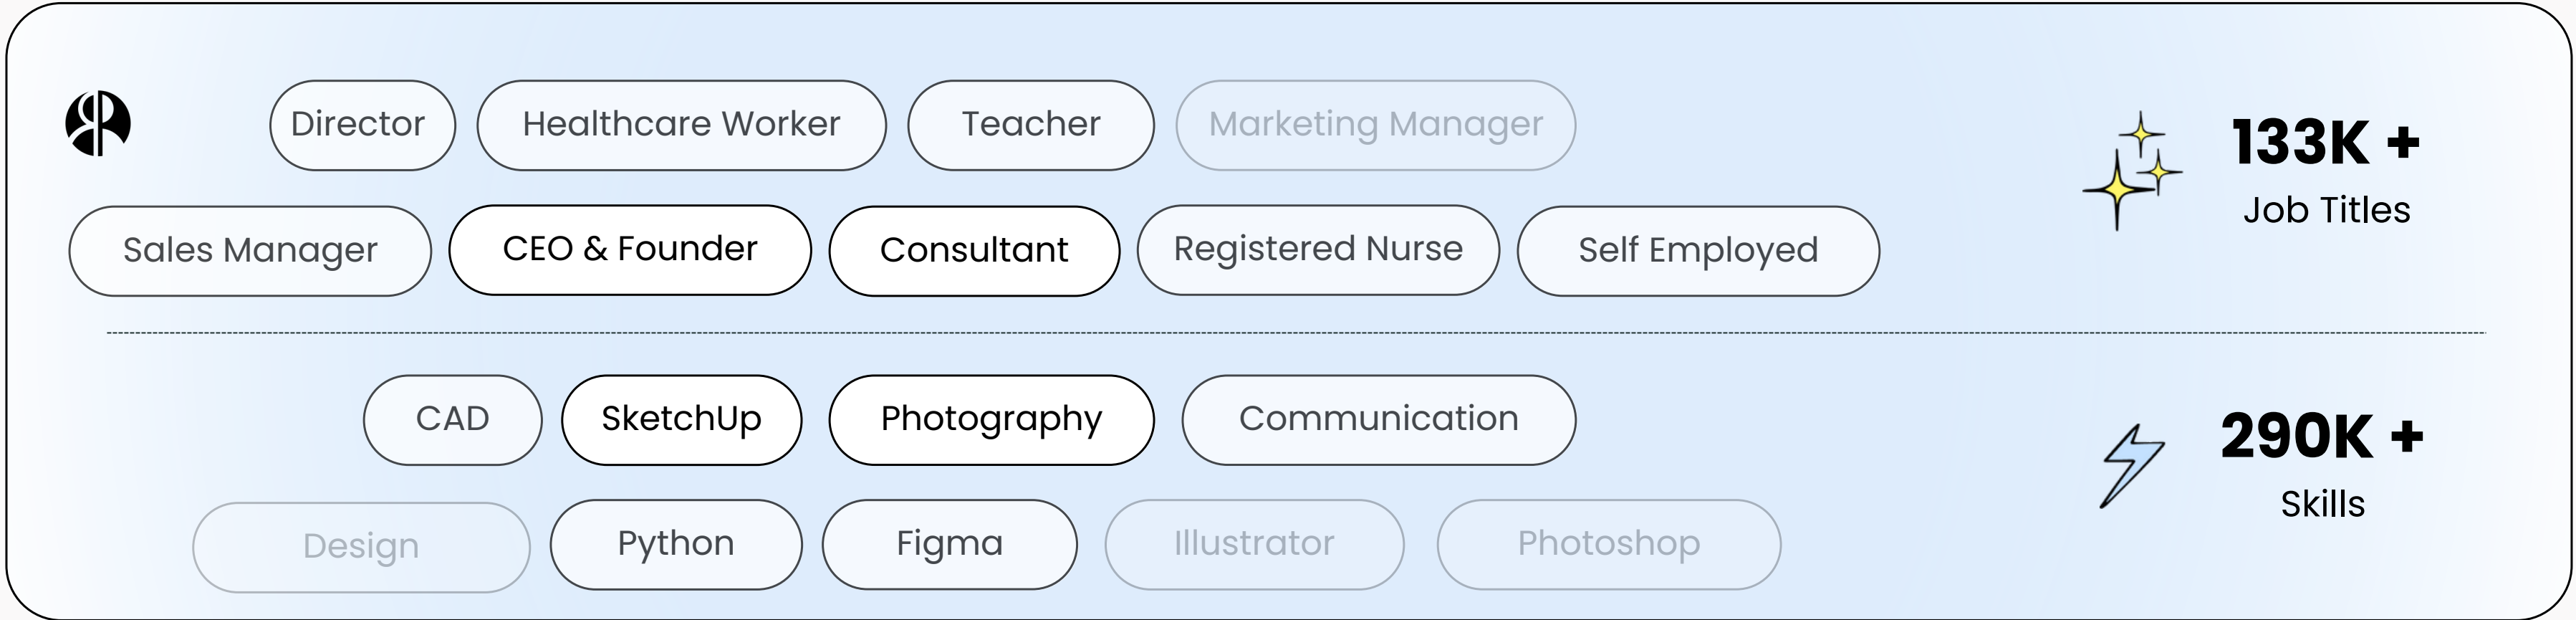 Director Healthcare Worker Teacher Marketing Manager
Sales Manager CEO & Founder Consultant Registered Nurse Self Employed
133K +
Job Titles
CAD SketchUp Photography Communication
Design Python Figma Illustrator Photoshop
290K +
Skills